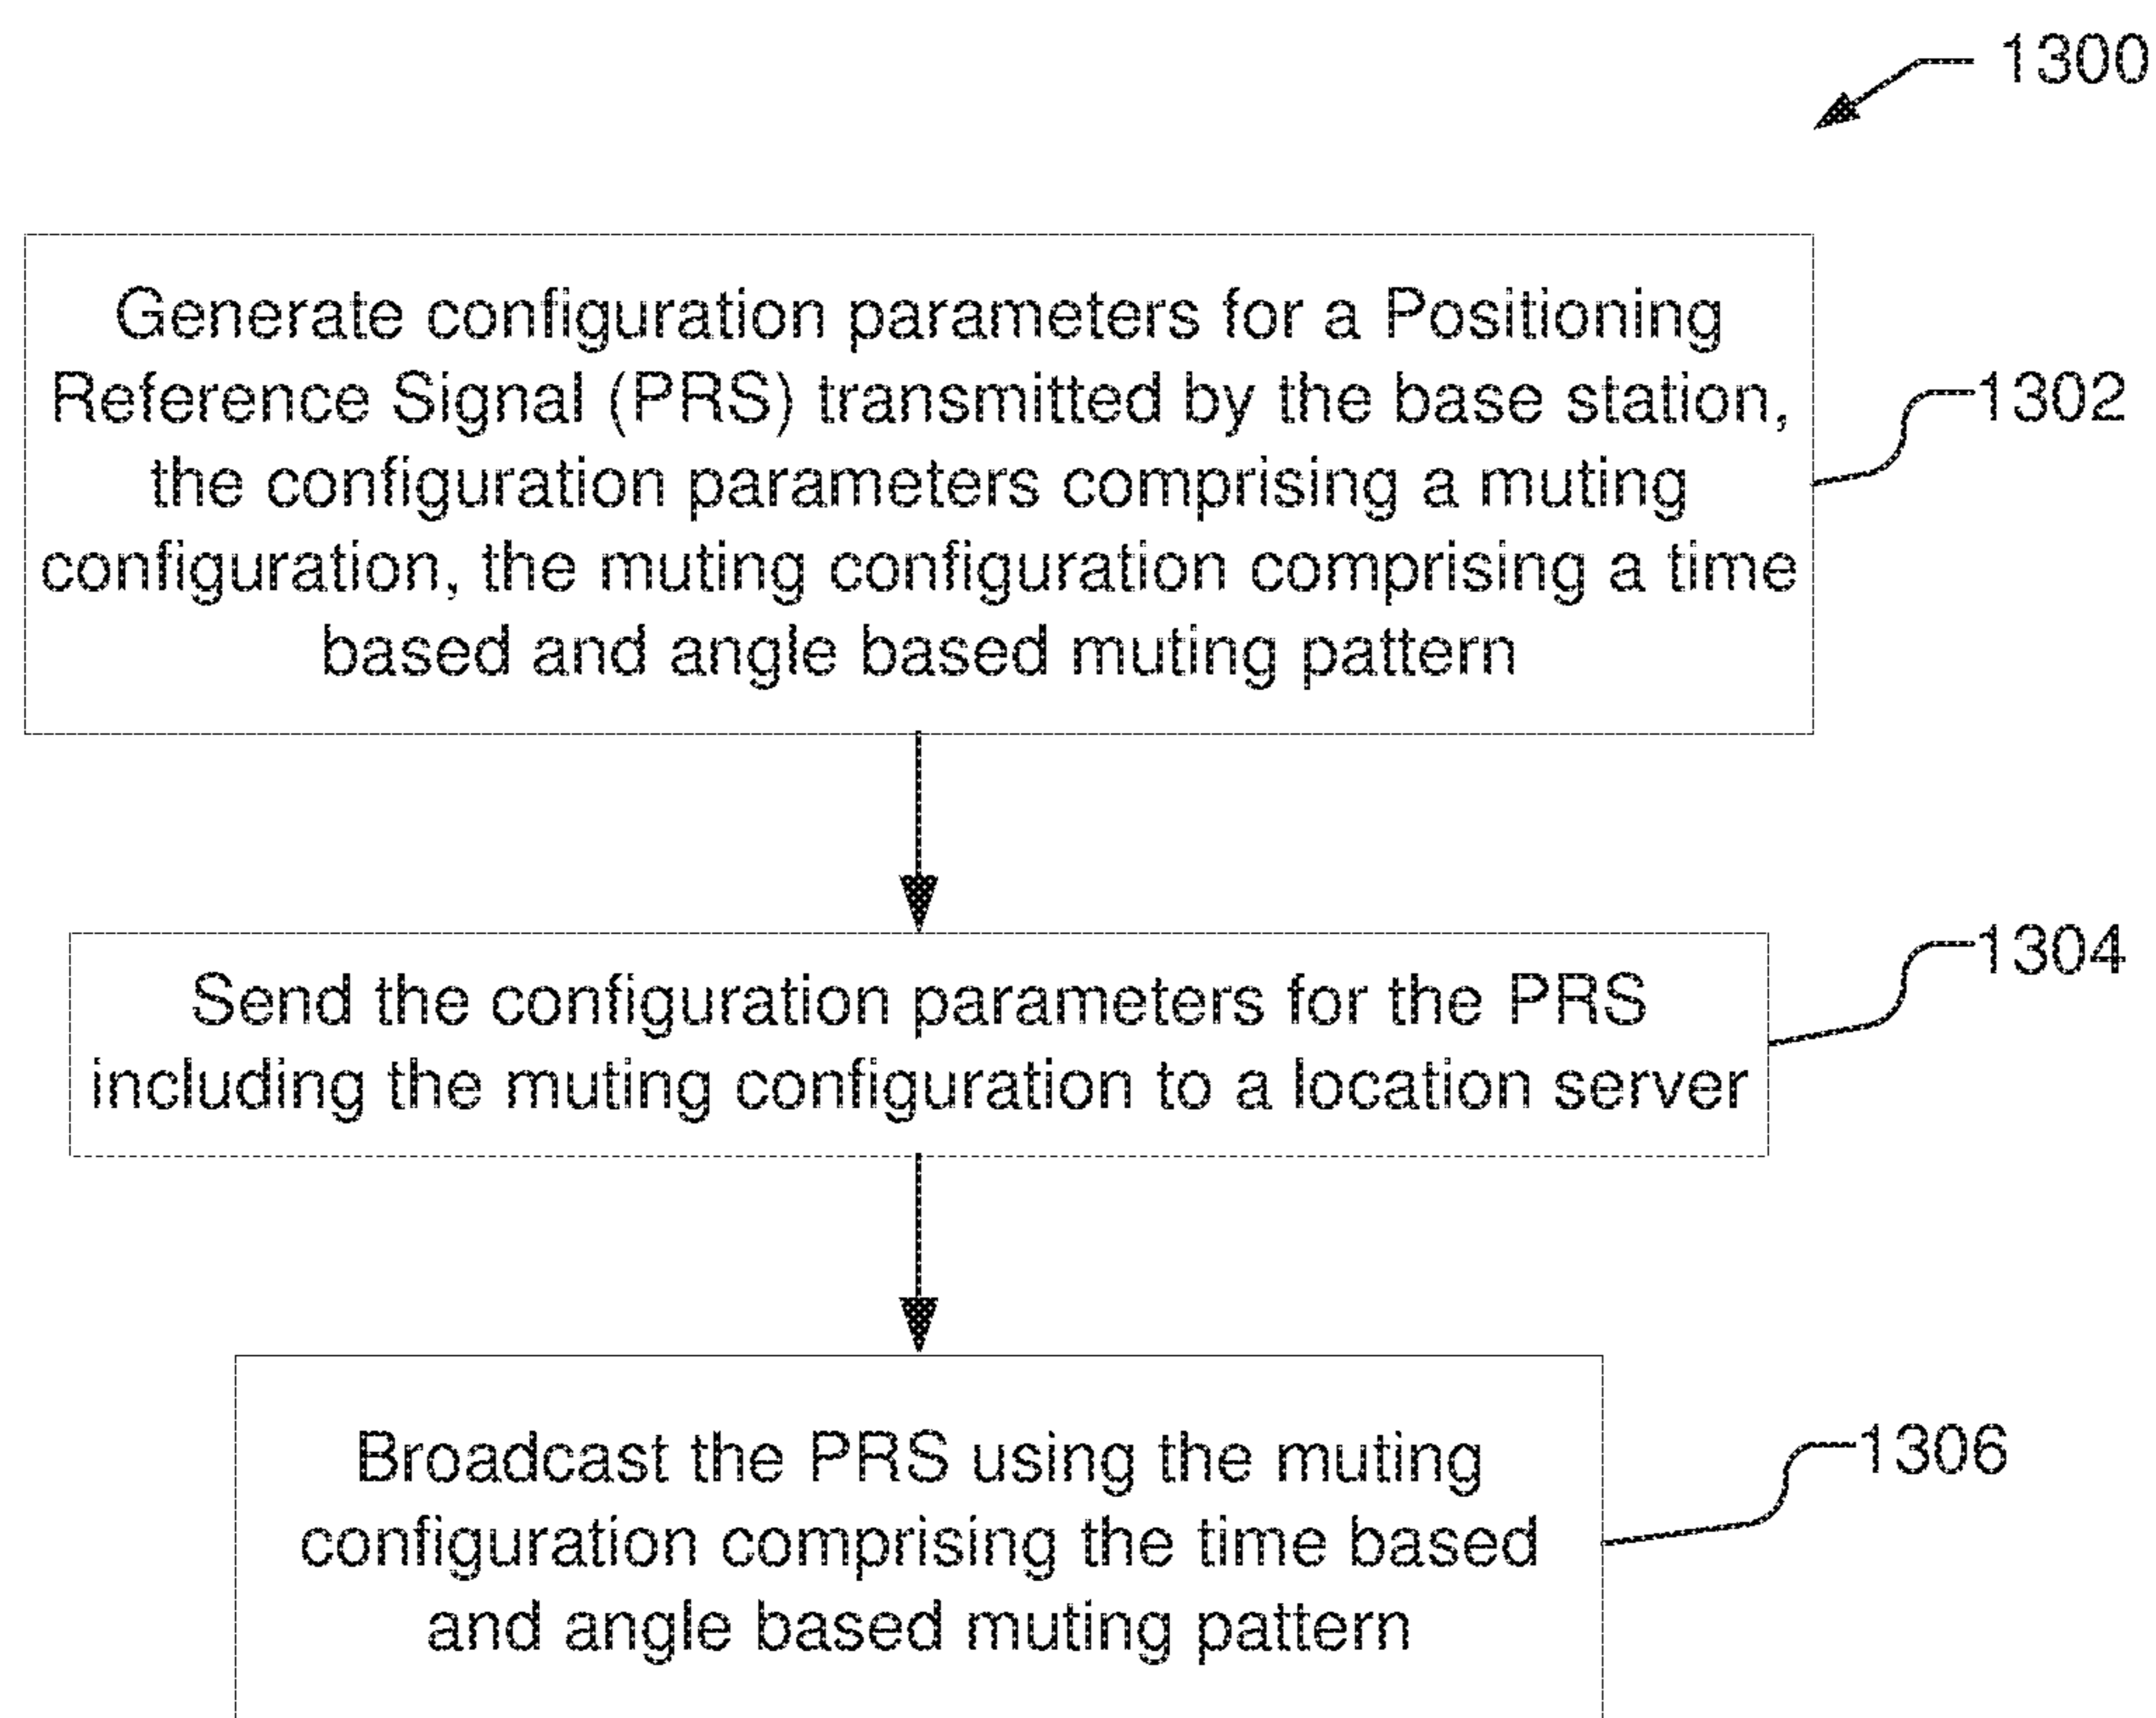 1300
Generate configuration parameters for a Positioning
Reference Signal (PRS) transmitted by the base station,
the configuration parameters comprising a muting
configuration, the muting configuration comprising a time
based and angle based muting pattern
1302
Send the configuration parameters for the PRS
including the muting configuration to a location server
1304
Broadcast the PRS using the muting
configuration comprising the time based
and angle based muting pattern
1306